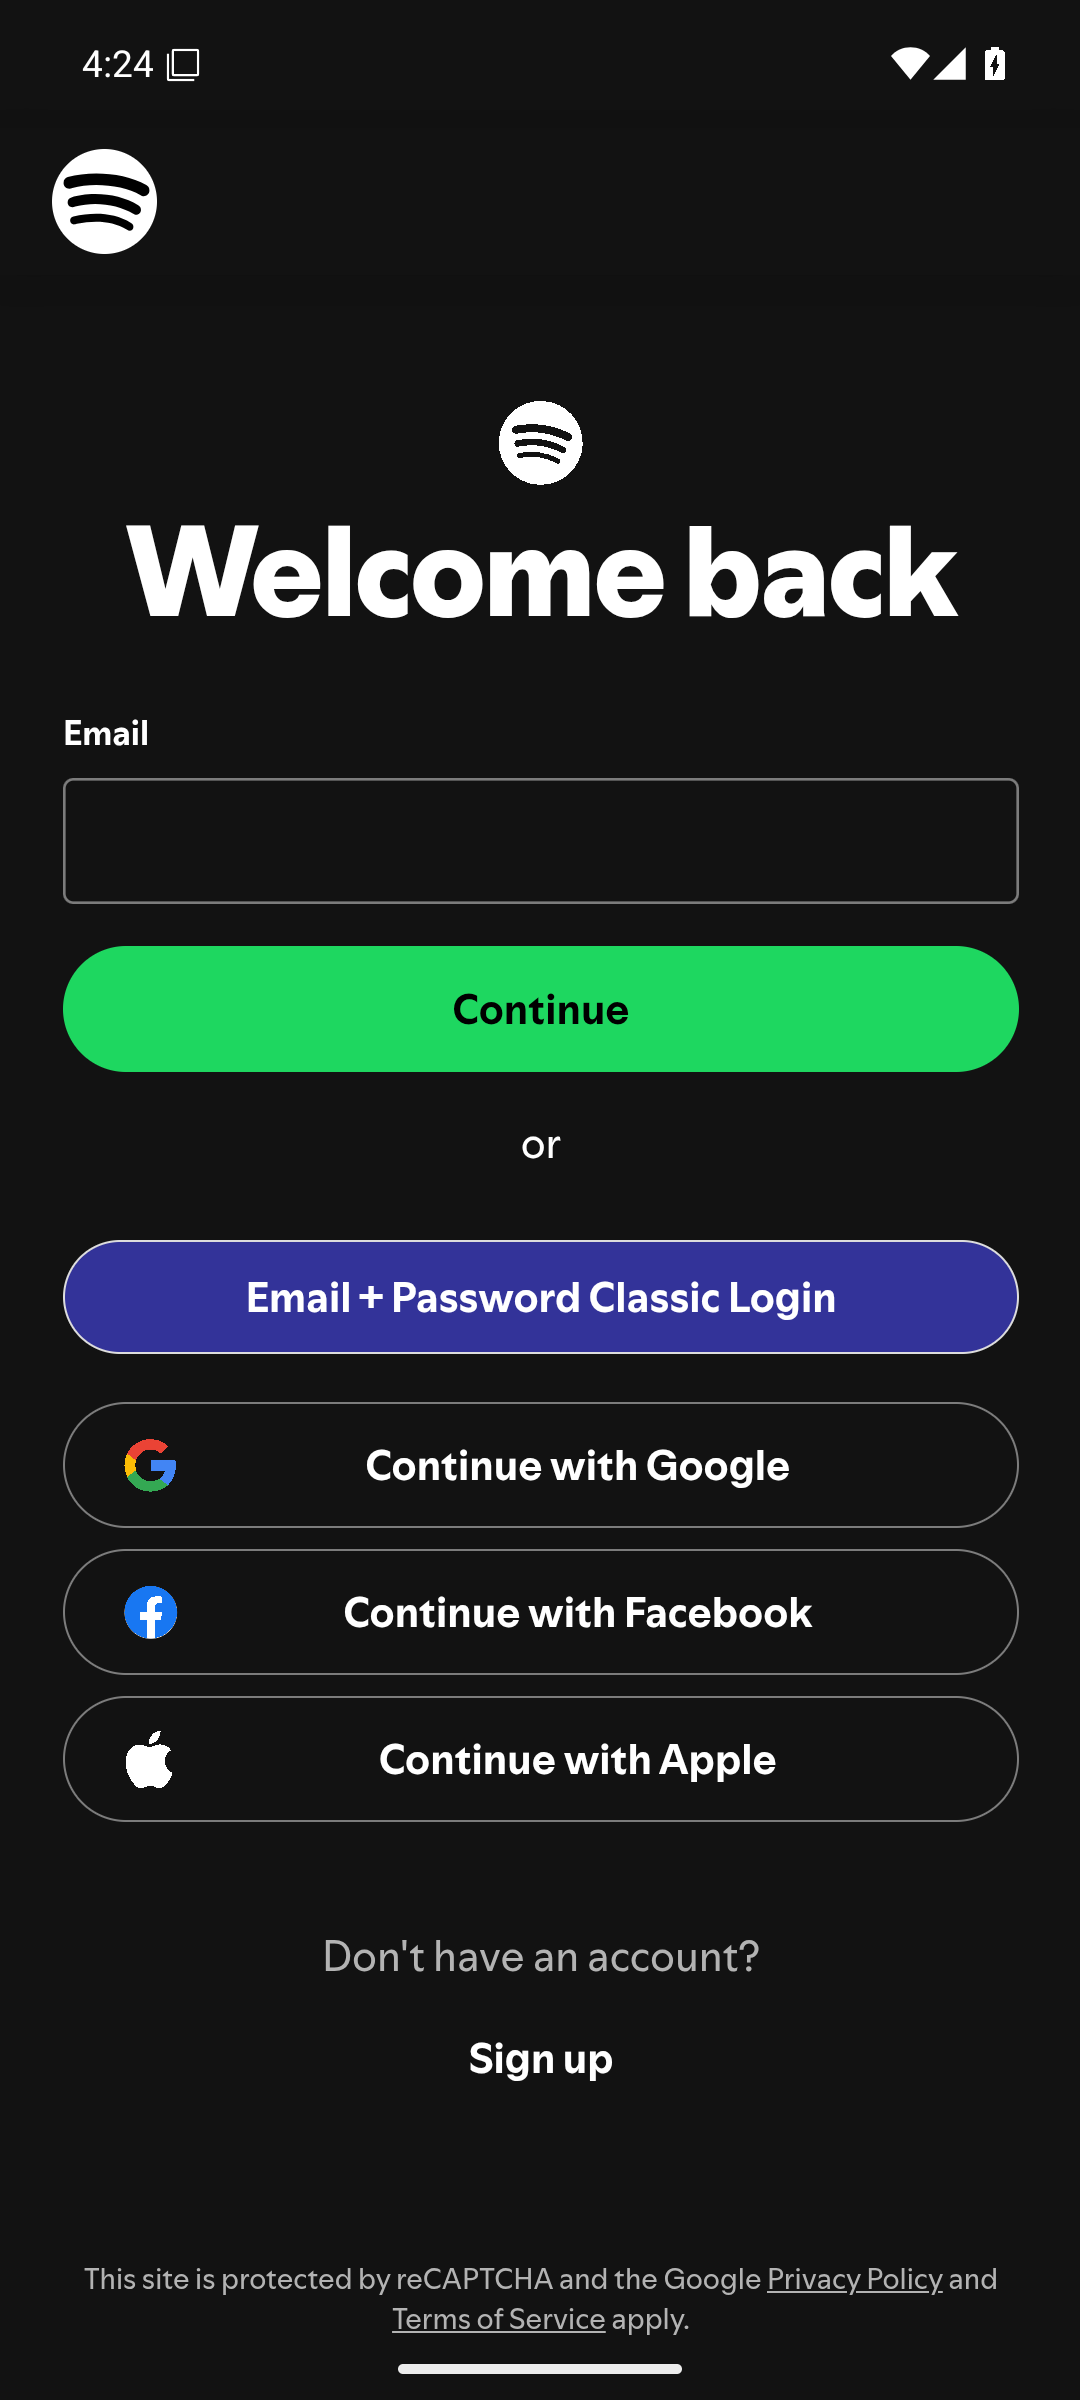 4:24
Welcome back
Email
Continue
or
Email + Password Classic Login
Continue with Google
Continue with Facebook
Continue with Apple
Don't have an account?
Sign up
This site is protected by reCAPTCHA and the Google Privacy Policy and
Terms of Service apply.